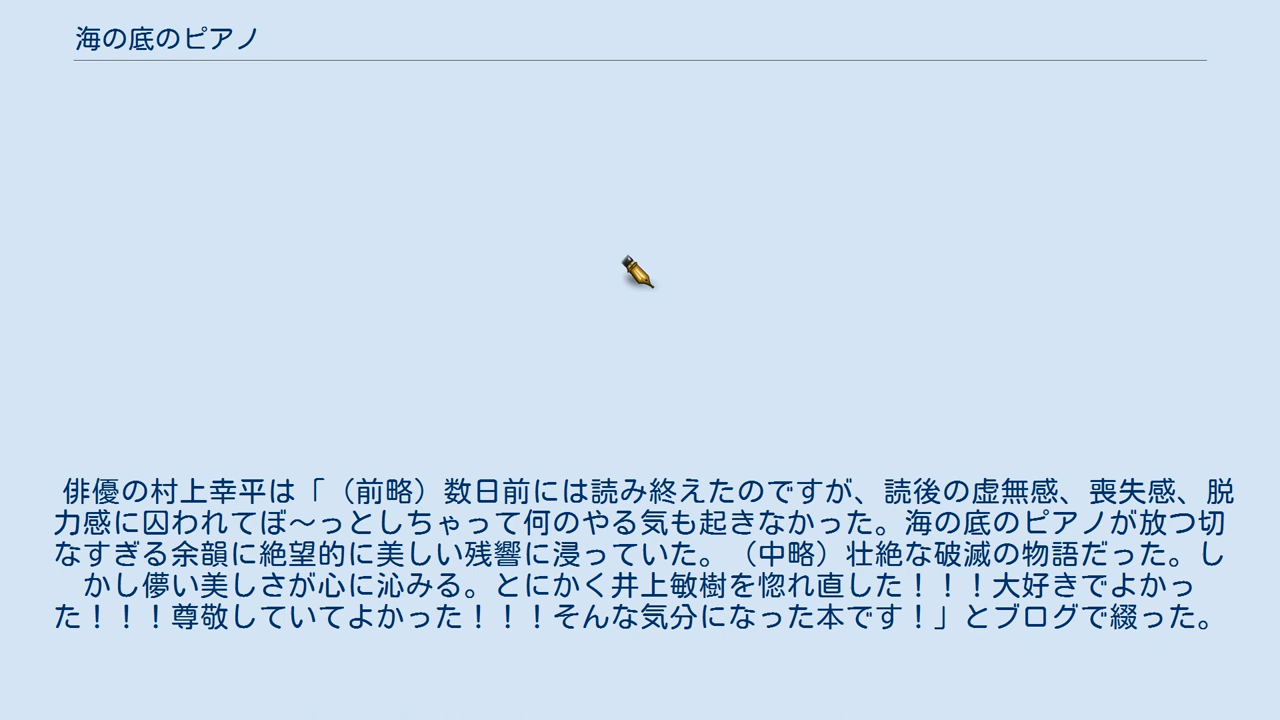 海の底のピアノ
俳優の村上幸平は「（前略）数日前には読み終えたのですが、読後の虚無感、喪失感、脱
力感に囚われてぼ～っとしちゃって何のやる気も起きなかった。海の底のピアノが放つ切
なすぎる余韻に絶望的に美しい残響に浸っていた。（中略）壮絶な破滅の物語だった。し
かし儚い美しさが心に沁みる。とにかく井上敏樹を惚れ直した！！！大好きでよかっ
た！！！尊敬していてよかった！！！そんな気分になった本です！」とブログで綴った。